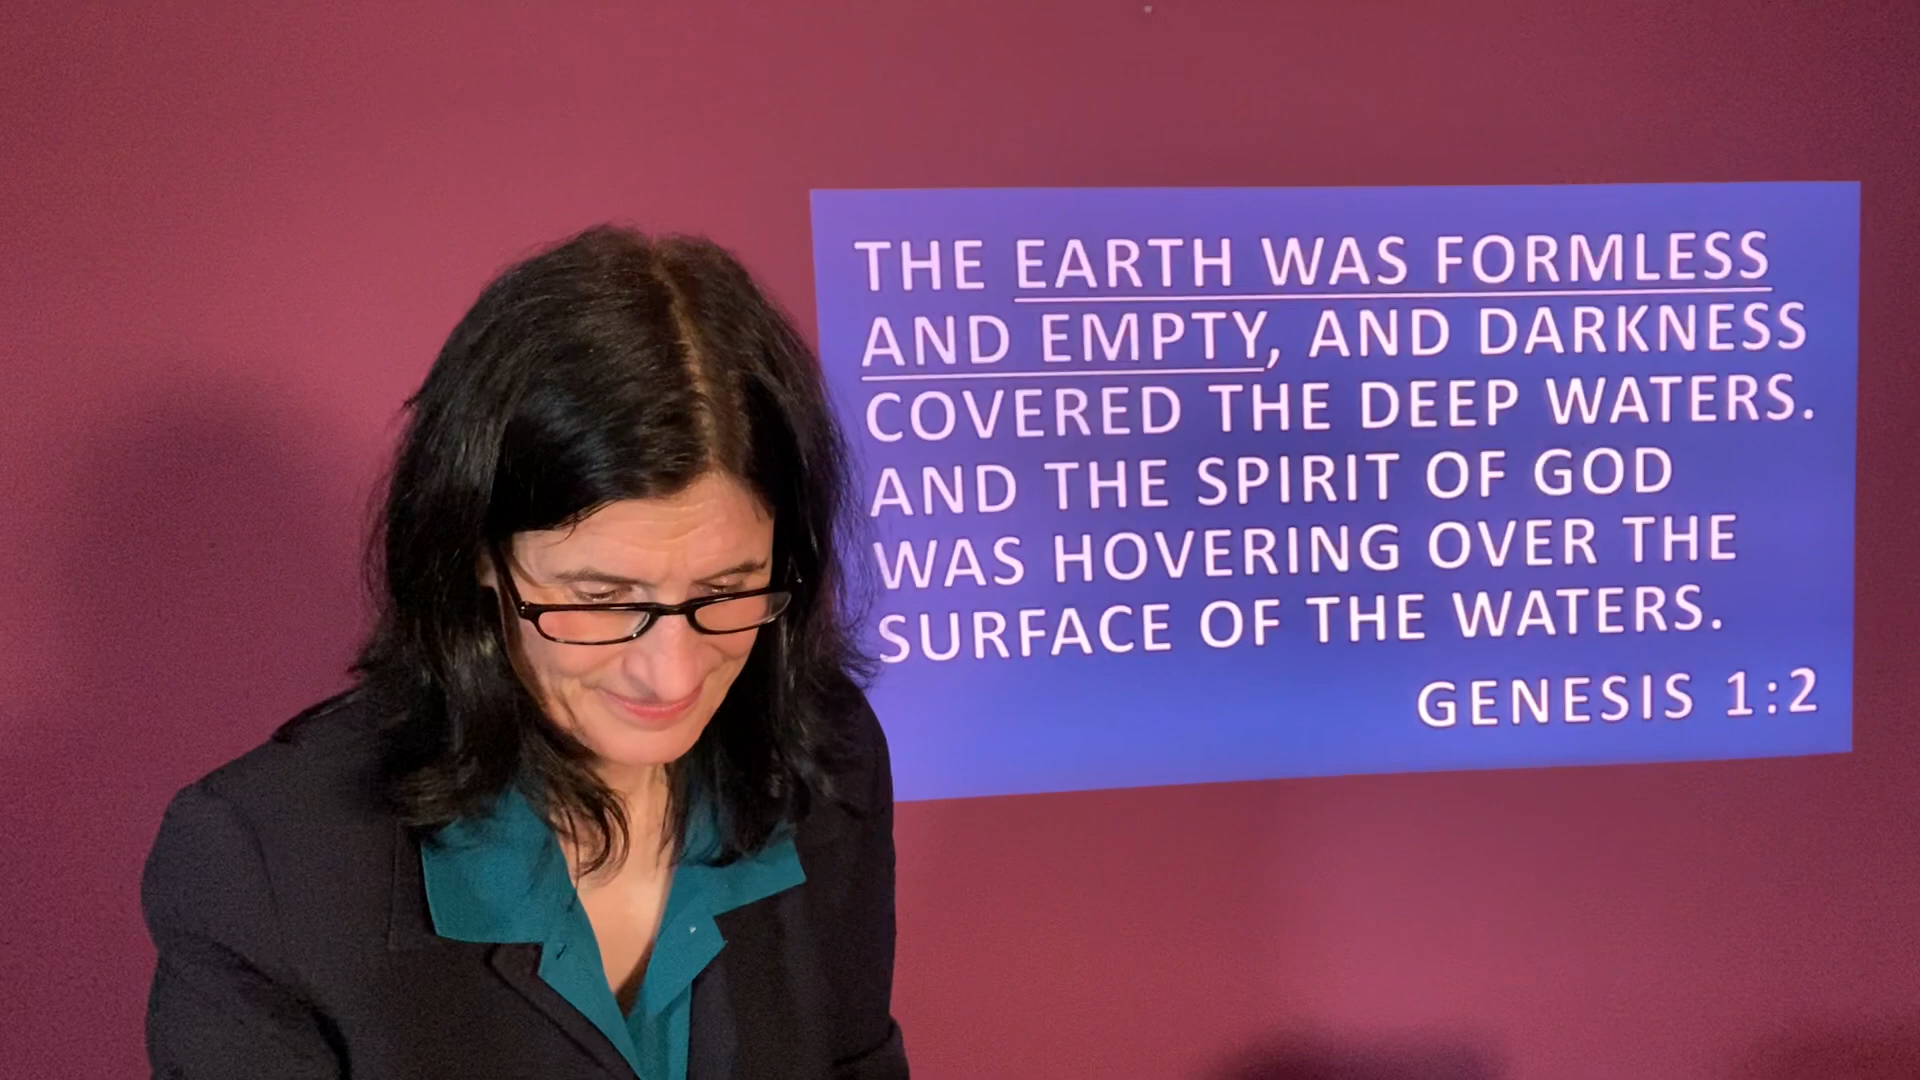 THE EARTH WAS FORMLESS
AND EMPTY, AND DARKNESS
COVERED THE DEEP WATERS.
AND THE SPIRIT OF GOD
WAS HOVERING OVER THE
SURFACE OF THE WATERS.
GENESIS 1:2